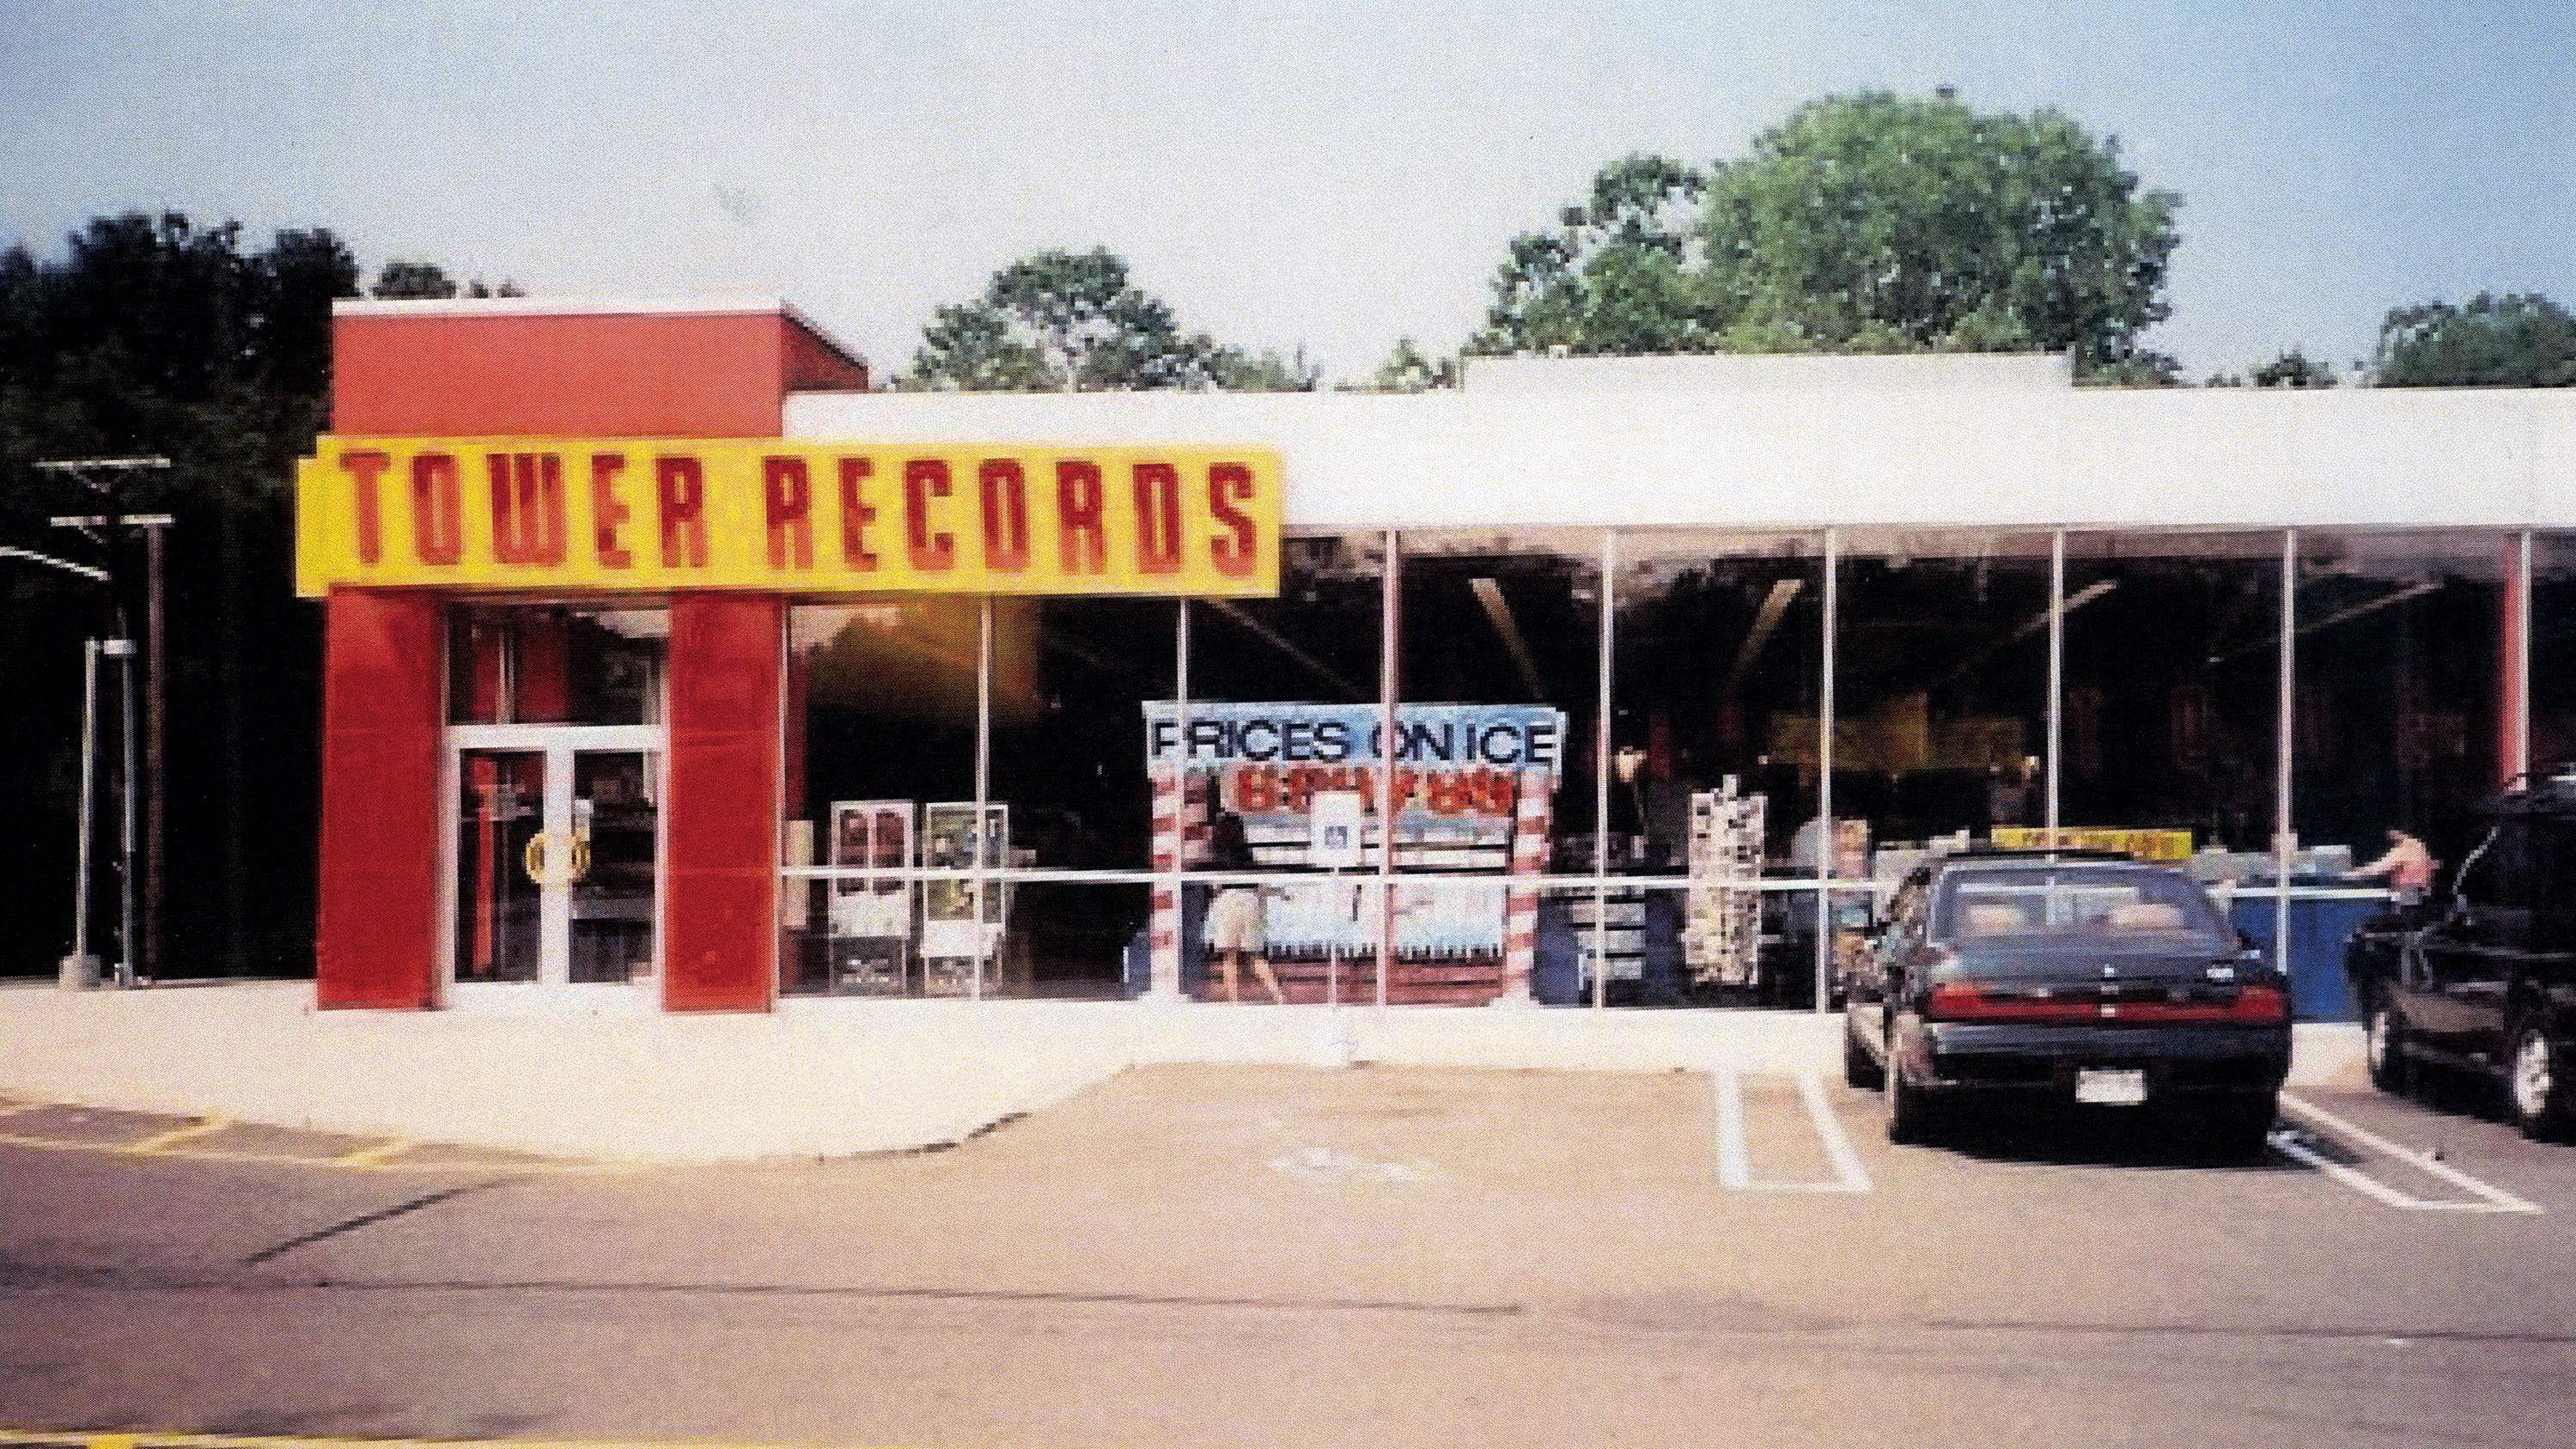 TOWER RECORDS
PRICES ON ICE